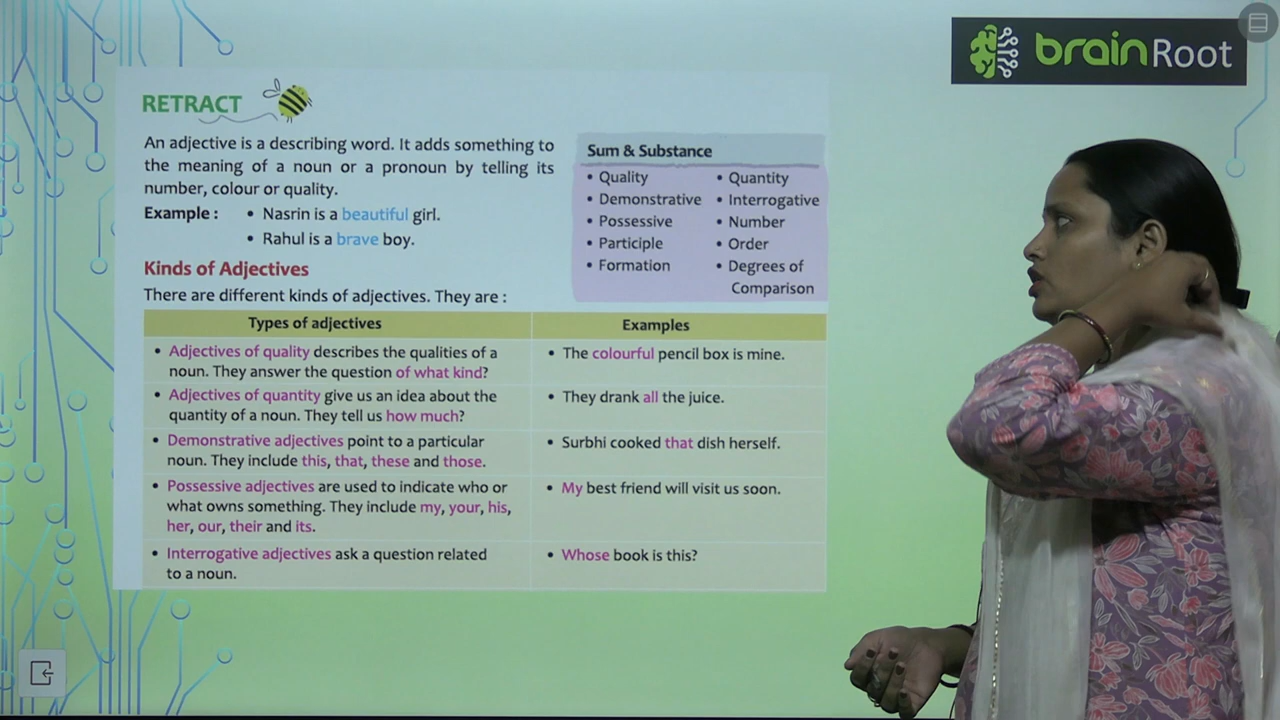 brainRoot
RETRACT
An adjective is a describing word. It adds something to
the meaning of a noun or a pronoun by telling its
number, colour or quality.
Example : • Nasrin is a beautiful girl.
• Rahul is a brave boy.
Sum & Substance
• Quality • Quantity
• Demonstrative • Interrogative
• Possessive • Number
• Participle • Order
• Formation • Degrees of
Comparison
Kinds of Adjectives
There are different kinds of adjectives. They are :
Types of adjectives Examples
• Adjectives of quality describes the qualities of a
noun. They answer the question of what kind?
• The colourful pencil box is mine.
• Adjectives of quantity give us an idea about the
quantity of a noun. They tell us how much?
• They drank all the juice.
• Demonstrative adjectives point to a particular
noun. They include this, that, these and those.
• Surbhi cooked that dish herself.
• Possessive adjectives are used to indicate who or
what owns something. They include my, your, his,
her, our, their and its.
• My best friend will visit us soon.
• Interrogative adjectives ask a question related
to a noun.
• Whose book is this?